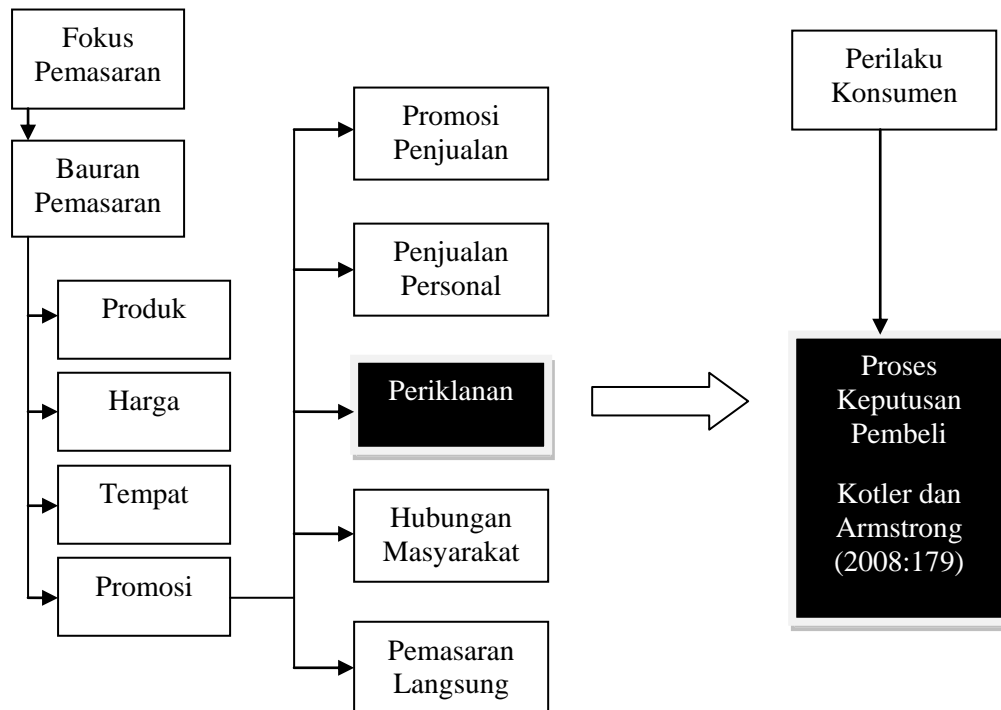 Fokus
Pemasaran
Bauran
Pemasaran
Produk
Harga
Tempat
Promosi
Promosi
Penjualan
Penjualan
Personal
Periklanan
Hubungan
Masyarakat
Pemasaran
Langsung
Perilaku
Konsumen
Proses
Keputusan
Pembeli
Kotler dan
Armstrong
(2008:179)